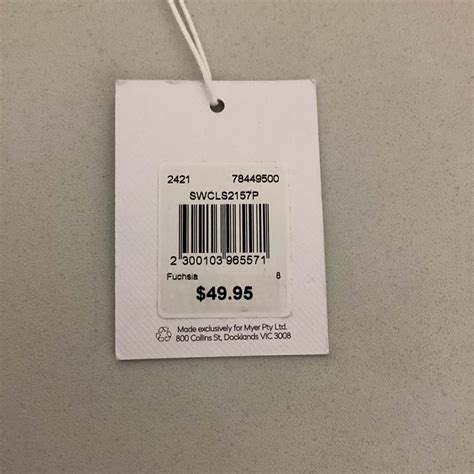 2421 78449500
SWCLS2157P
2 300103 965571
Fuchsia 8
$49.95
Made exclusively for Myer Pty Ltd.
800 Collins St, Docklands VIC 3008